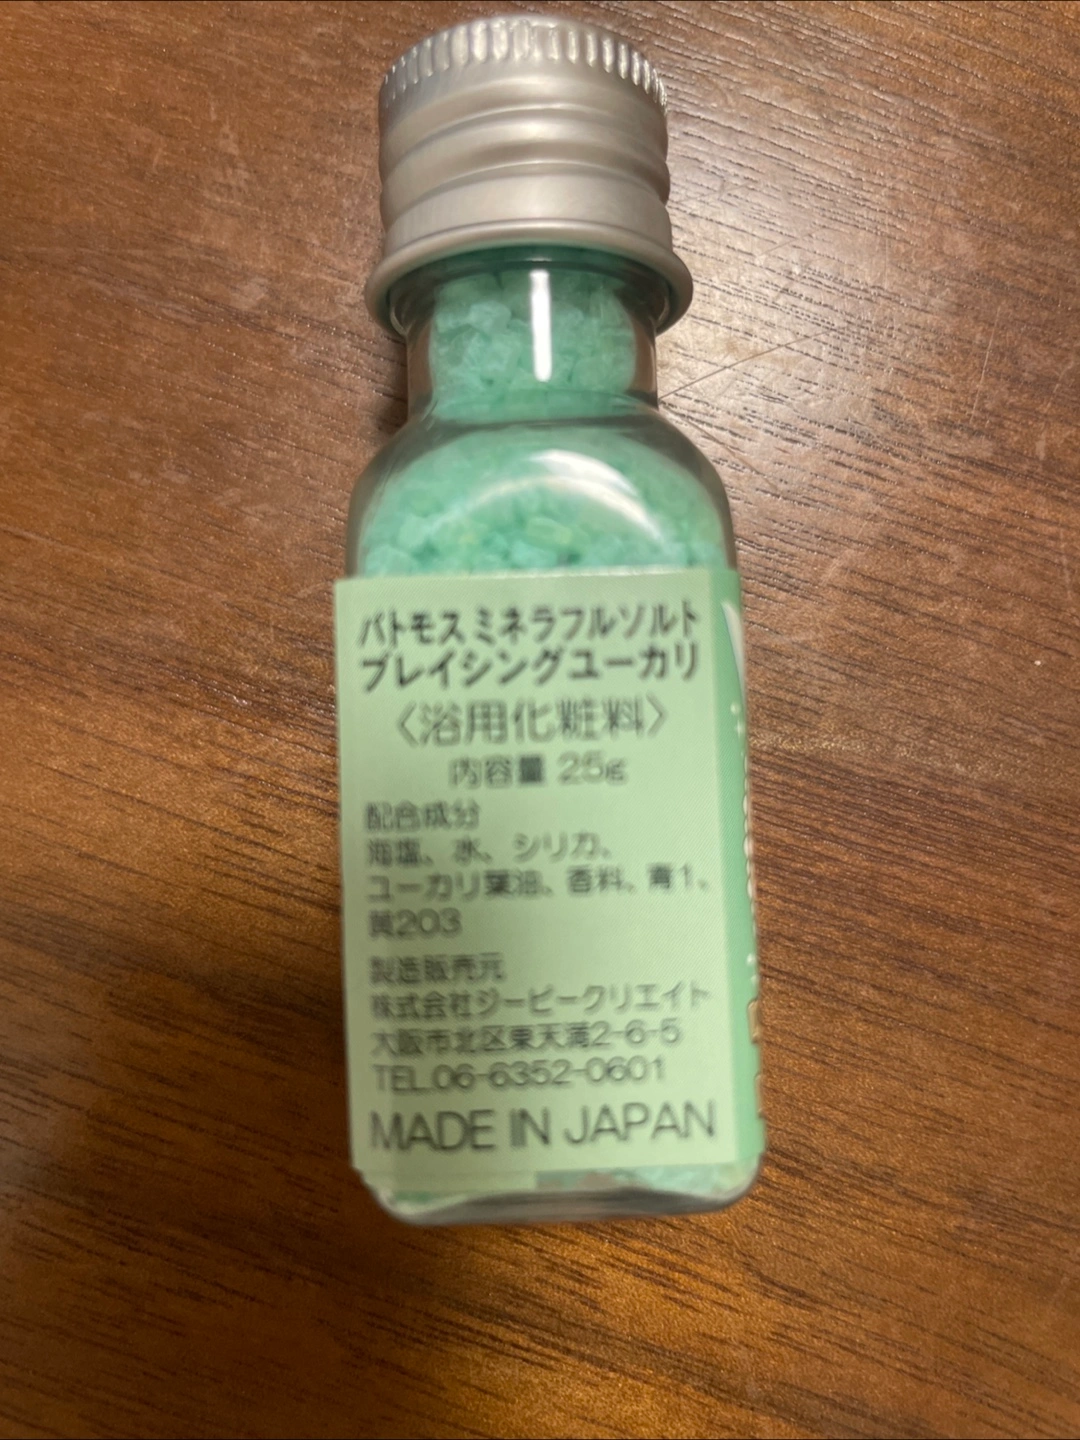 バトモス ミネラフルソルト
ブレイシングユーカリ
〈浴用化粧料〉
内容量 25g
配合成分
海塩、水、シリカ、
ユーカリ葉油、香料、青1、
黄203
製造販売元
株式会社ジーピークリエイト
大阪市北区東天満2-6-5
TEL.06-6352-0601
MADE IN JAPAN